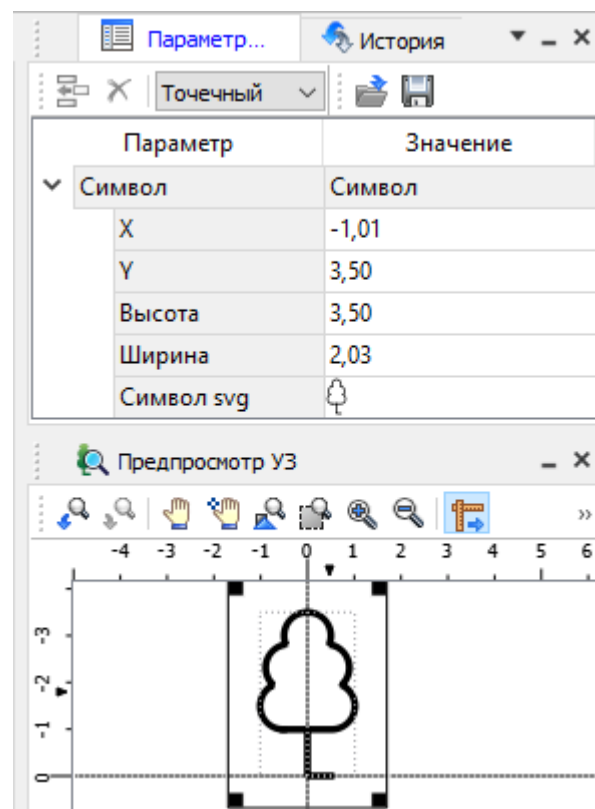 Параметр... История
Точечный
Параметр Значение
Символ Символ
X -1,01
Y 3,50
Высота 3,50
Ширина 2,03
Символ svg
Предпросмотр УЗ
»
-4 -3 -2 -1 0 1 2 3 4 5 6
-3
-2
-1
0